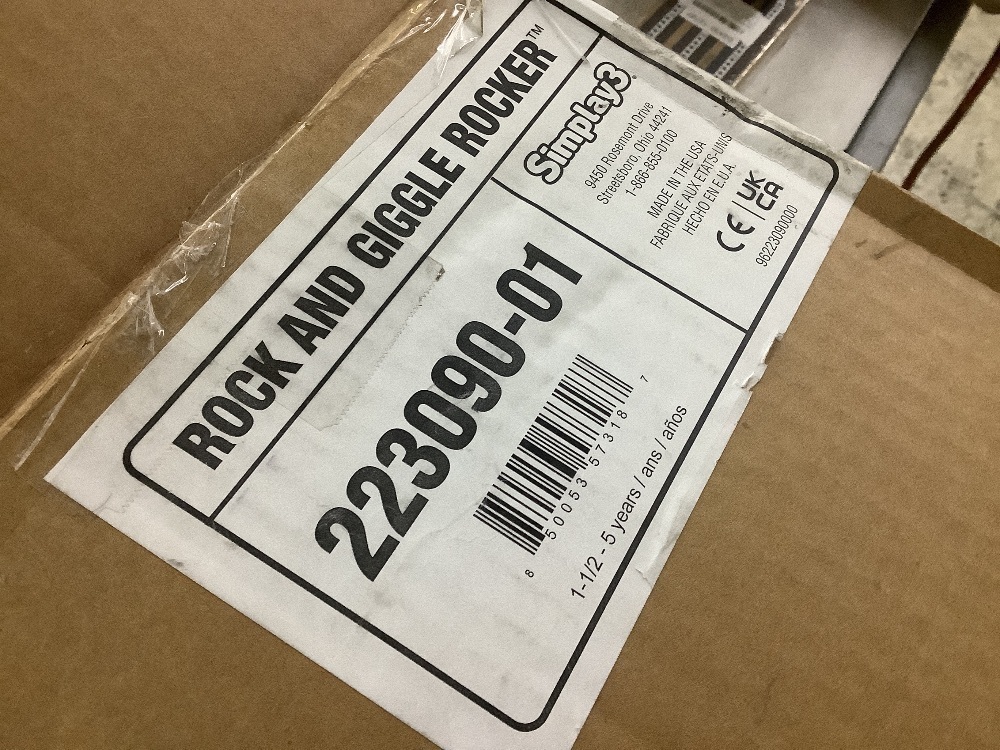 ROCK AND GIGGLE ROCKER™
Simplay3®
9450 Rosemont Drive
Streetsboro, Ohio 44241
1-866-855-0100
MADE IN THE USA
FABRIQUE AUX ETATS-UNIS
HECHO EN E.U.A.
CE UK CA
96223090000
223090-01
8 50053 57318 7
1-1/2 - 5 years / ans / años